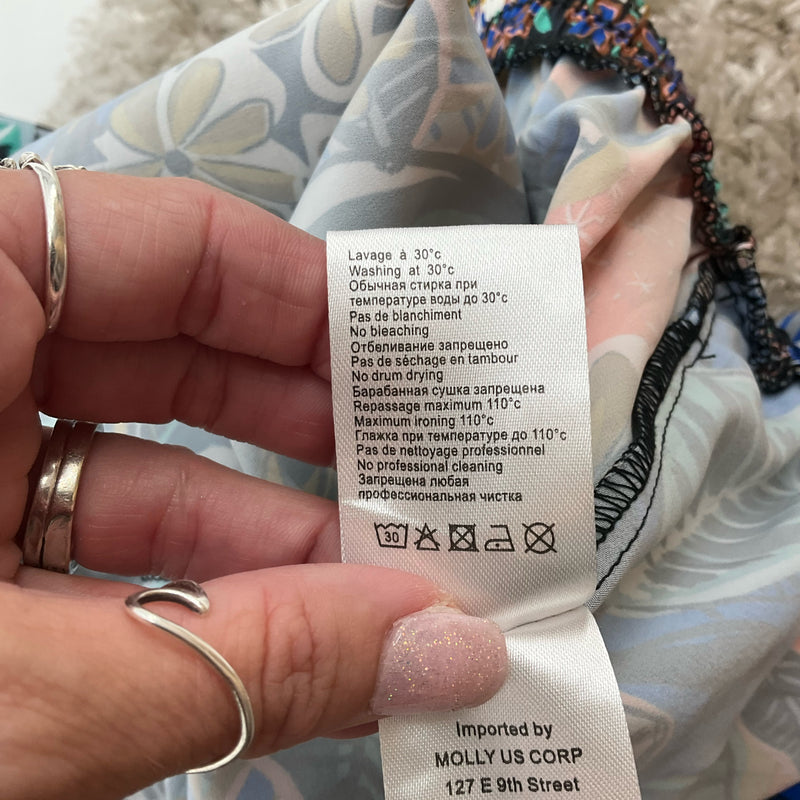 Lavage à 30°c
Washing at 30°c
Обычная стирка при
температуре воды до 30°c
Pas de blanchiment
No bleaching
Отбеливание запрещено
Pas de séchage en tambour
No drum drying
Барабанная сушка запрещена
Repassage maximum 110°c
Maximum ironing 110°c
Глажка при температуре до 110°c
Pas de nettoyage professionnel
No professional cleaning
Запрещена любая
профессиональная чистка
30
Imported by
MOLLY US CORP
127 E 9th Street